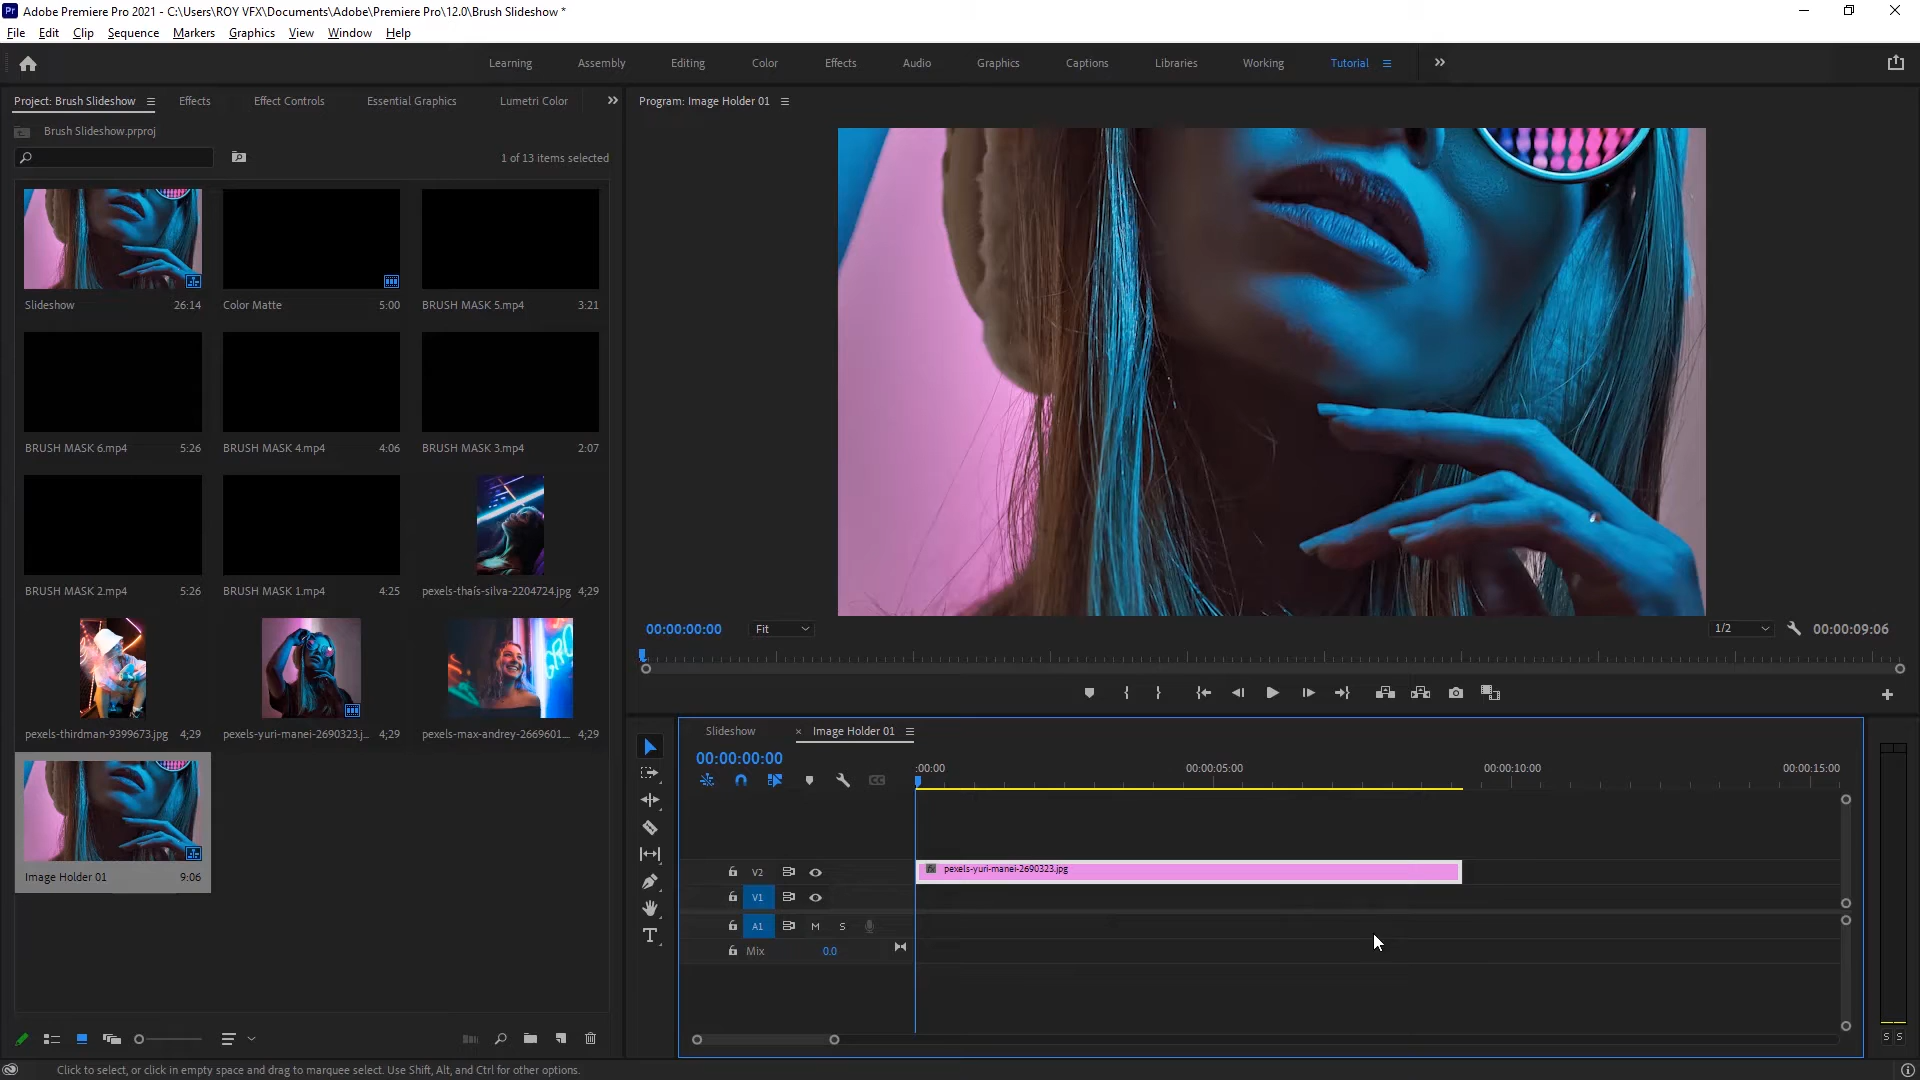 Pr Adobe Premiere Pro 2021 - C:\Users\ROY VFX\Documents\Adobe\Premiere Pro\12.0\Brush Slideshow *
File Edit Clip Sequence Markers Graphics View Window Help
Learning Assembly Editing Color Effects Audio Graphics Captions Libraries Working Tutorial
Project: Brush Slideshow Effects Effect Controls Essential Graphics Lumetri Color
Brush Slideshow.prproj
1 of 13 items selected
Slideshow 26:14
Color Matte 5:00
BRUSH MASK 5.mp4 3:21
BRUSH MASK 6.mp4 5:26
BRUSH MASK 4.mp4 4:06
BRUSH MASK 3.mp4 2:07
BRUSH MASK 2.mp4 5:26
BRUSH MASK 1.mp4 4:25
pexels-thaís-silva-2204724.jpg 4;29
pexels-thirdman-9399673.jpg 4;29
pexels-yuri-manei-2690323.j... 4;29
pexels-max-andrey-2669601.... 4;29
Image Holder 01 9:06
Program: Image Holder 01
00:00:00:00 Fit 1/2 00:00:09:06
Slideshow × Image Holder 01
00:00:00:00
:00:00 00:00:05:00 00:00:10:00 00:00:15:00
V2 fx pexels-yuri-manei-2690323.jpg
V1
A1 M S
Mix 0.0
S S
Click to select, or click in empty space and drag to marquee select. Use Shift, Alt, and Ctrl for other options.